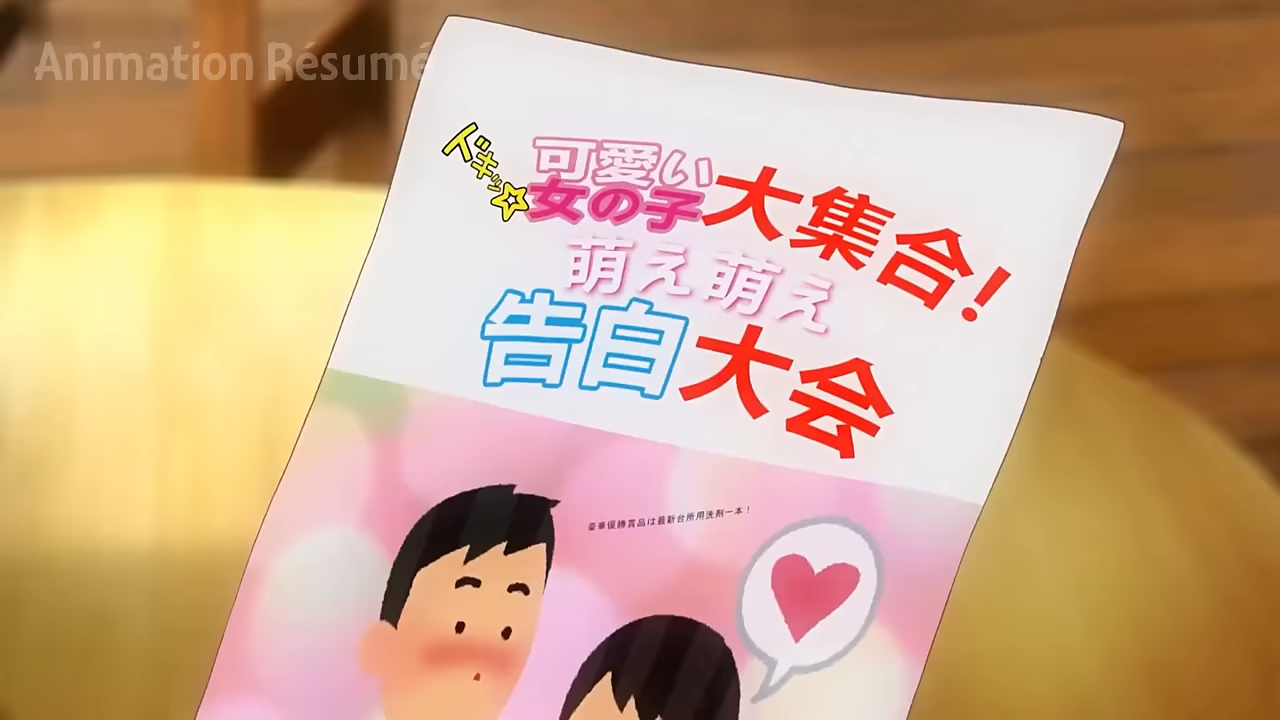 Animation Résumé
ドキッ☆
可愛い
女の子大集合!
萌え萌え
告白大会
豪華優勝賞品は最新台所用洗剤一本!